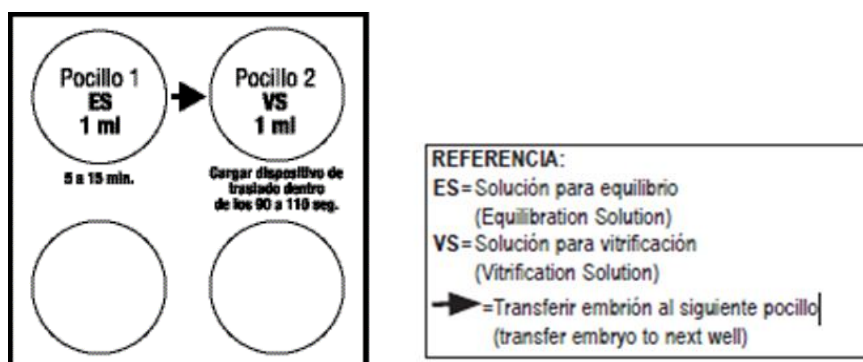 Pocillo 1
ES
1 ml
Pocillo 2
VS
1 ml
5 a 15 min.
Cargar dispositivo de
traslado dentro
de los 90 a 110 seg.
REFERENCIA:
ES=Solución para equilibrio
(Equilibration Solution)
VS=Solución para vitrificación
(Vitrification Solution)
=Transferir embrión al siguiente pocillo
(transfer embryo to next well)